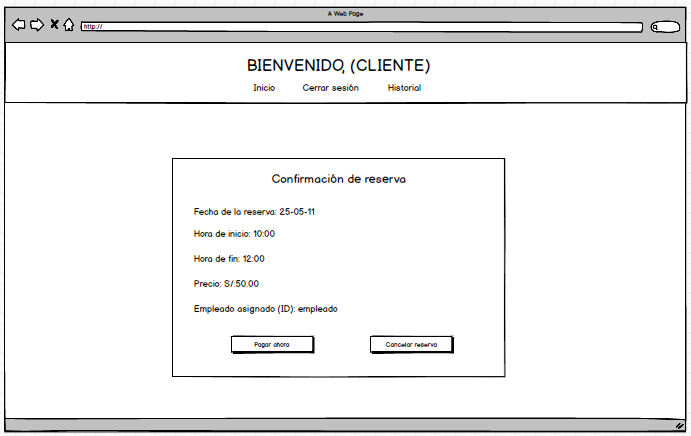 A Web Page
http://
BIENVENIDO, (CLIENTE)
Inicio Cerrar sesión Historial
Confirmación de reserva
Fecha de la reserva: 25-05-11
Hora de inicio: 10:00
Hora de fin: 12:00
Precio: S/.50.00
Empleado asignado (ID): empleado
Pagar ahora Cancelar reserva